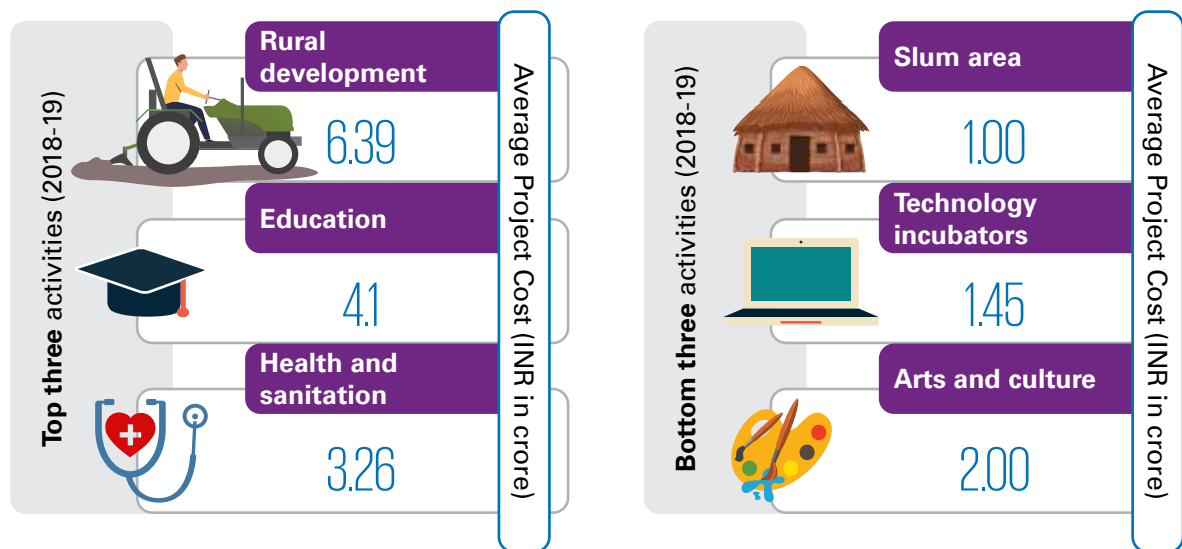 Top three activities (2018-19)
Rural
development
6.39
Education
4.1
Health and
sanitation
3.26
Average Project Cost (INR in crore)
Bottom three activities (2018-19)
Slum area
1.00
Technology
incubators
1.45
Arts and culture
2.00
Average Project Cost (INR in crore)